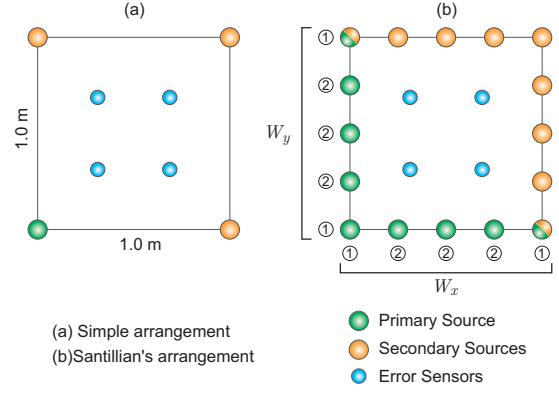 (a)
(b)
1.0 m
1.0 m
①
②
②
②
①
① ② ② ② ①
W_y
W_x
(a) Simple arrangement
(b)Santillian's arrangement
Primary Source
Secondary Sources
Error Sensors